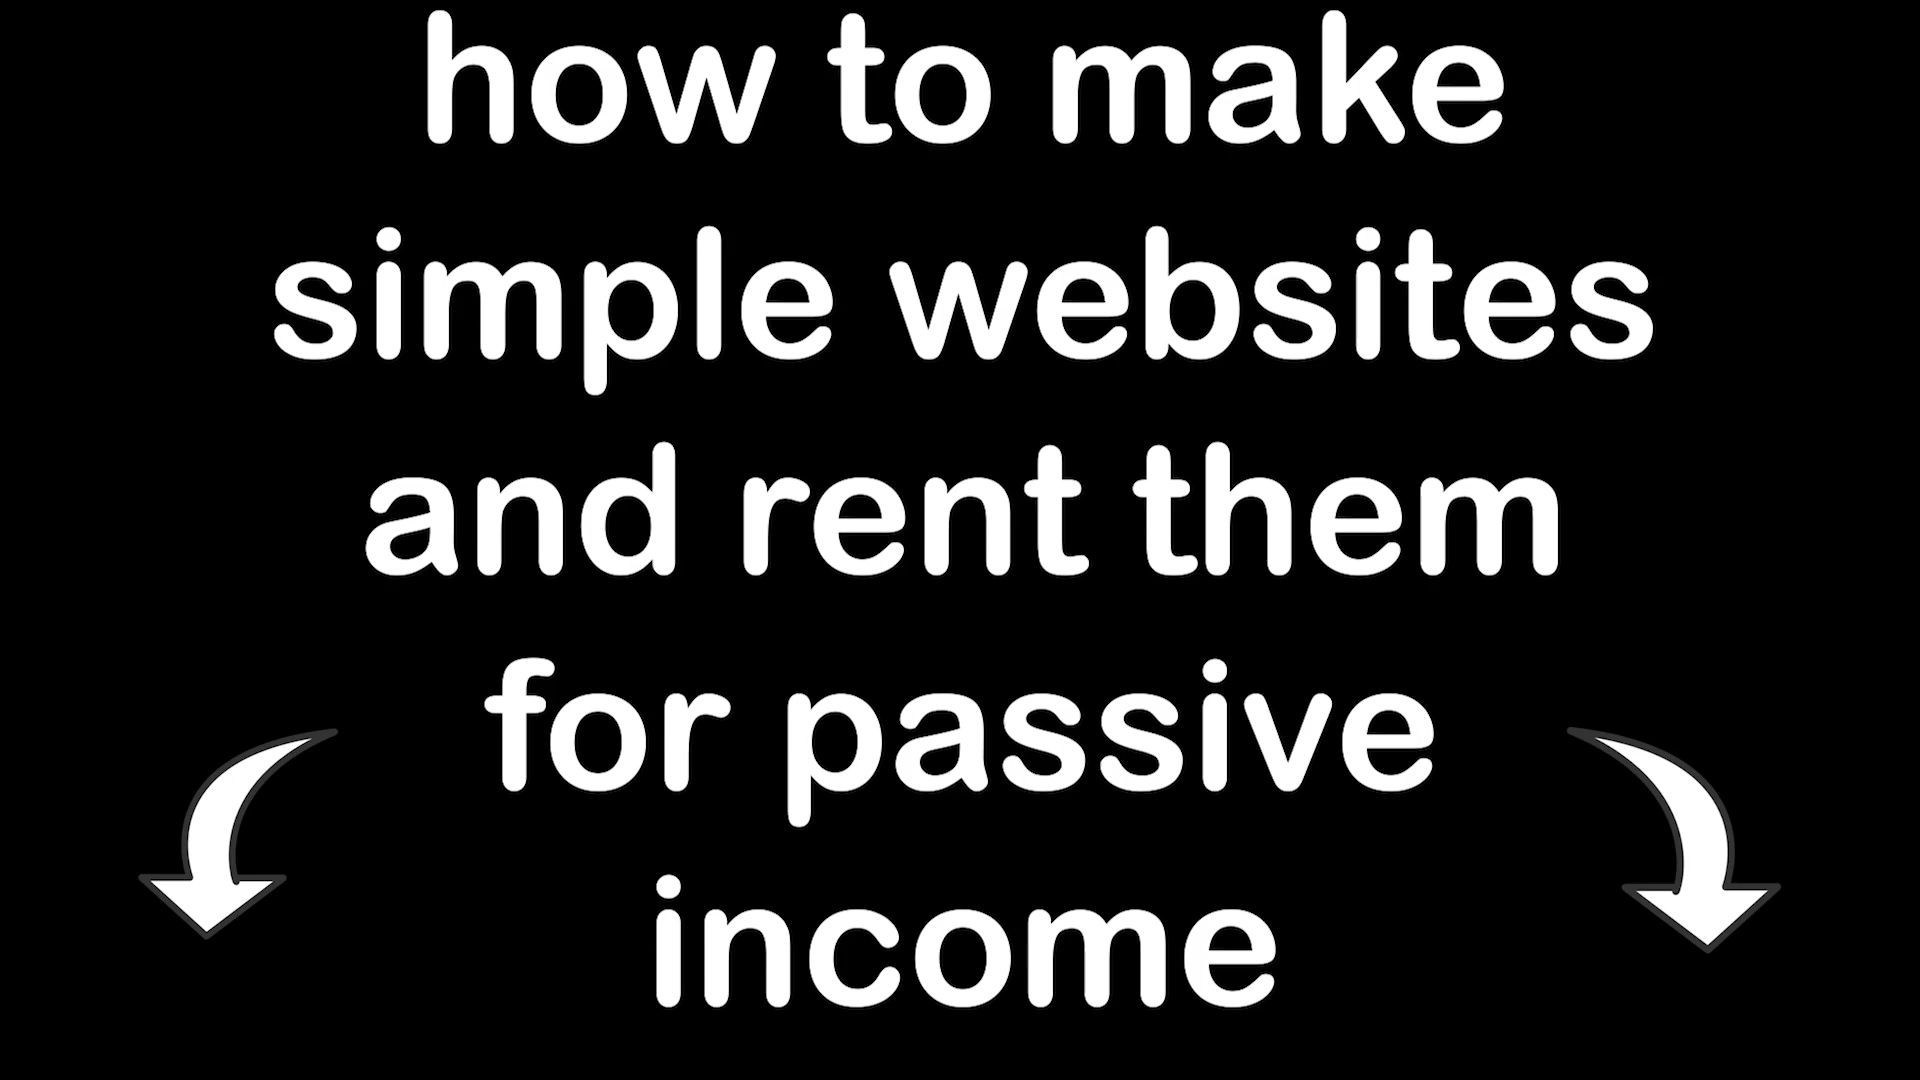 how to make
simple websites
and rent them
for passive
income